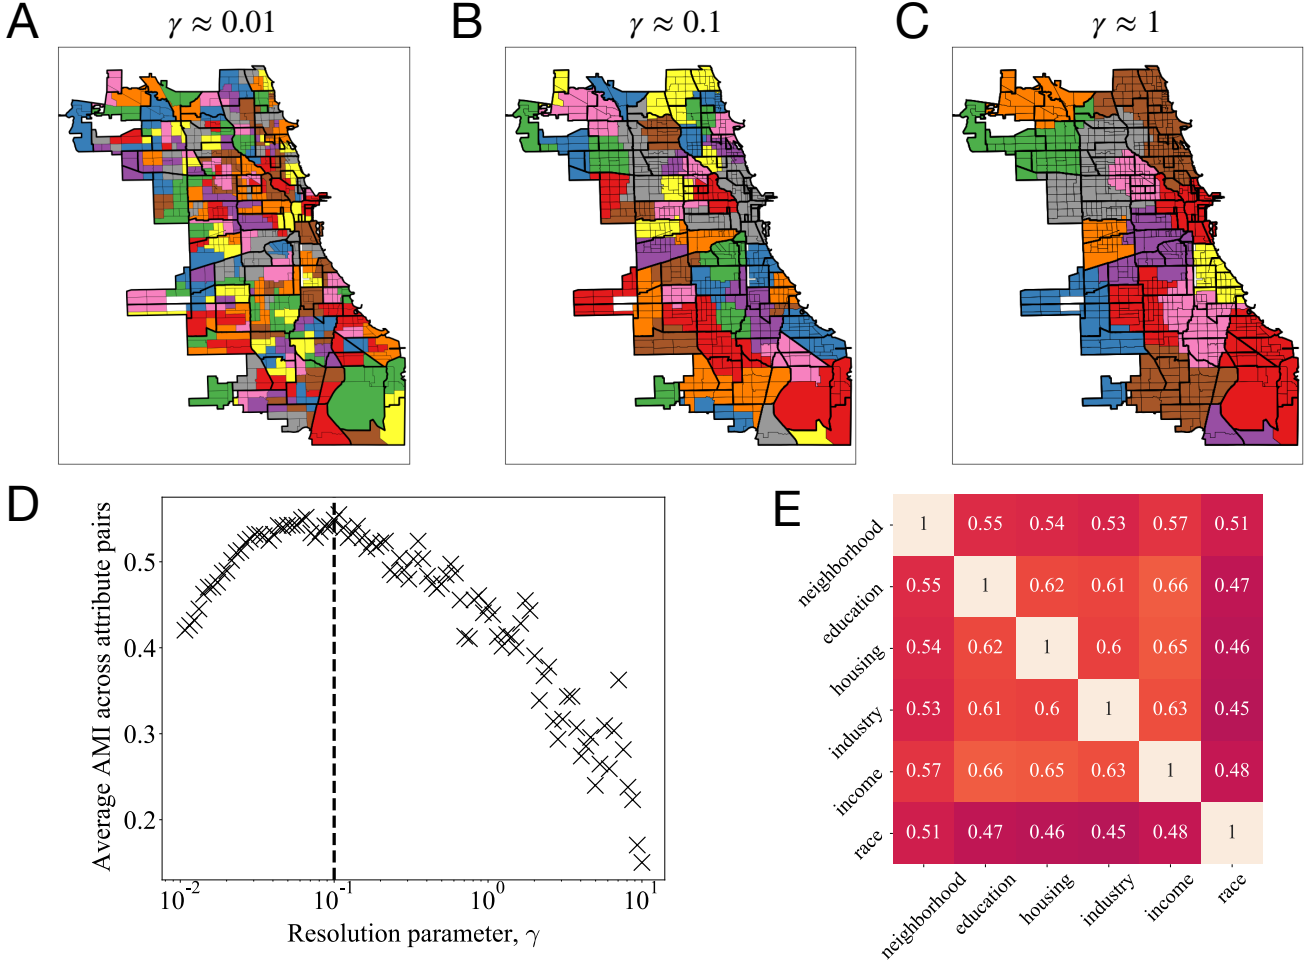 A
γ ≈ 0.01
B
γ ≈ 0.1
C
γ ≈ 1
D
Average AMI across attribute pairs
0.5
0.4
0.3
0.2
10⁻²
10⁻¹
10⁰
10¹
Resolution parameter, γ
E
neighborhood
1
0.55
0.54
0.53
0.57
0.51
education
0.55
1
0.62
0.61
0.66
0.47
housing
0.54
0.62
1
0.6
0.65
0.46
industry
0.53
0.61
0.6
1
0.63
0.45
income
0.57
0.66
0.65
0.63
1
0.48
race
0.51
0.47
0.46
0.45
0.48
1
neighborhood
education
housing
industry
income
race